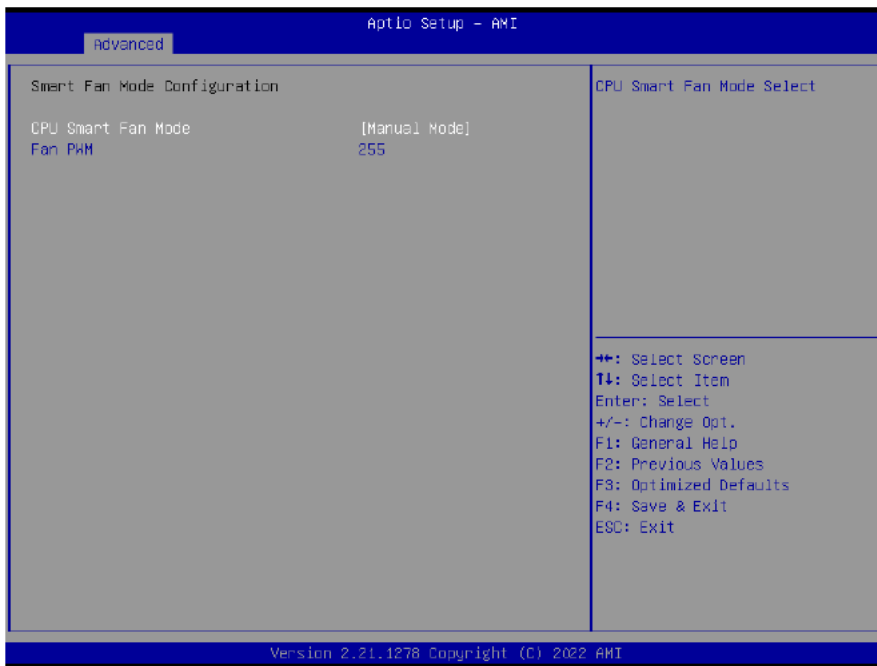 Aptio Setup - AMI
Advanced
Smart Fan Mode Configuration
CPU Smart Fan Mode [Manual Mode]
Fan PWM 255
CPU Smart Fan Mode Select
→←: Select Screen
↑↓: Select Item
Enter: Select
+/-: Change Opt.
F1: General Help
F2: Previous Values
F3: Optimized Defaults
F4: Save & Exit
ESC: Exit
Version 2.21.1278 Copyright (C) 2022 AMI